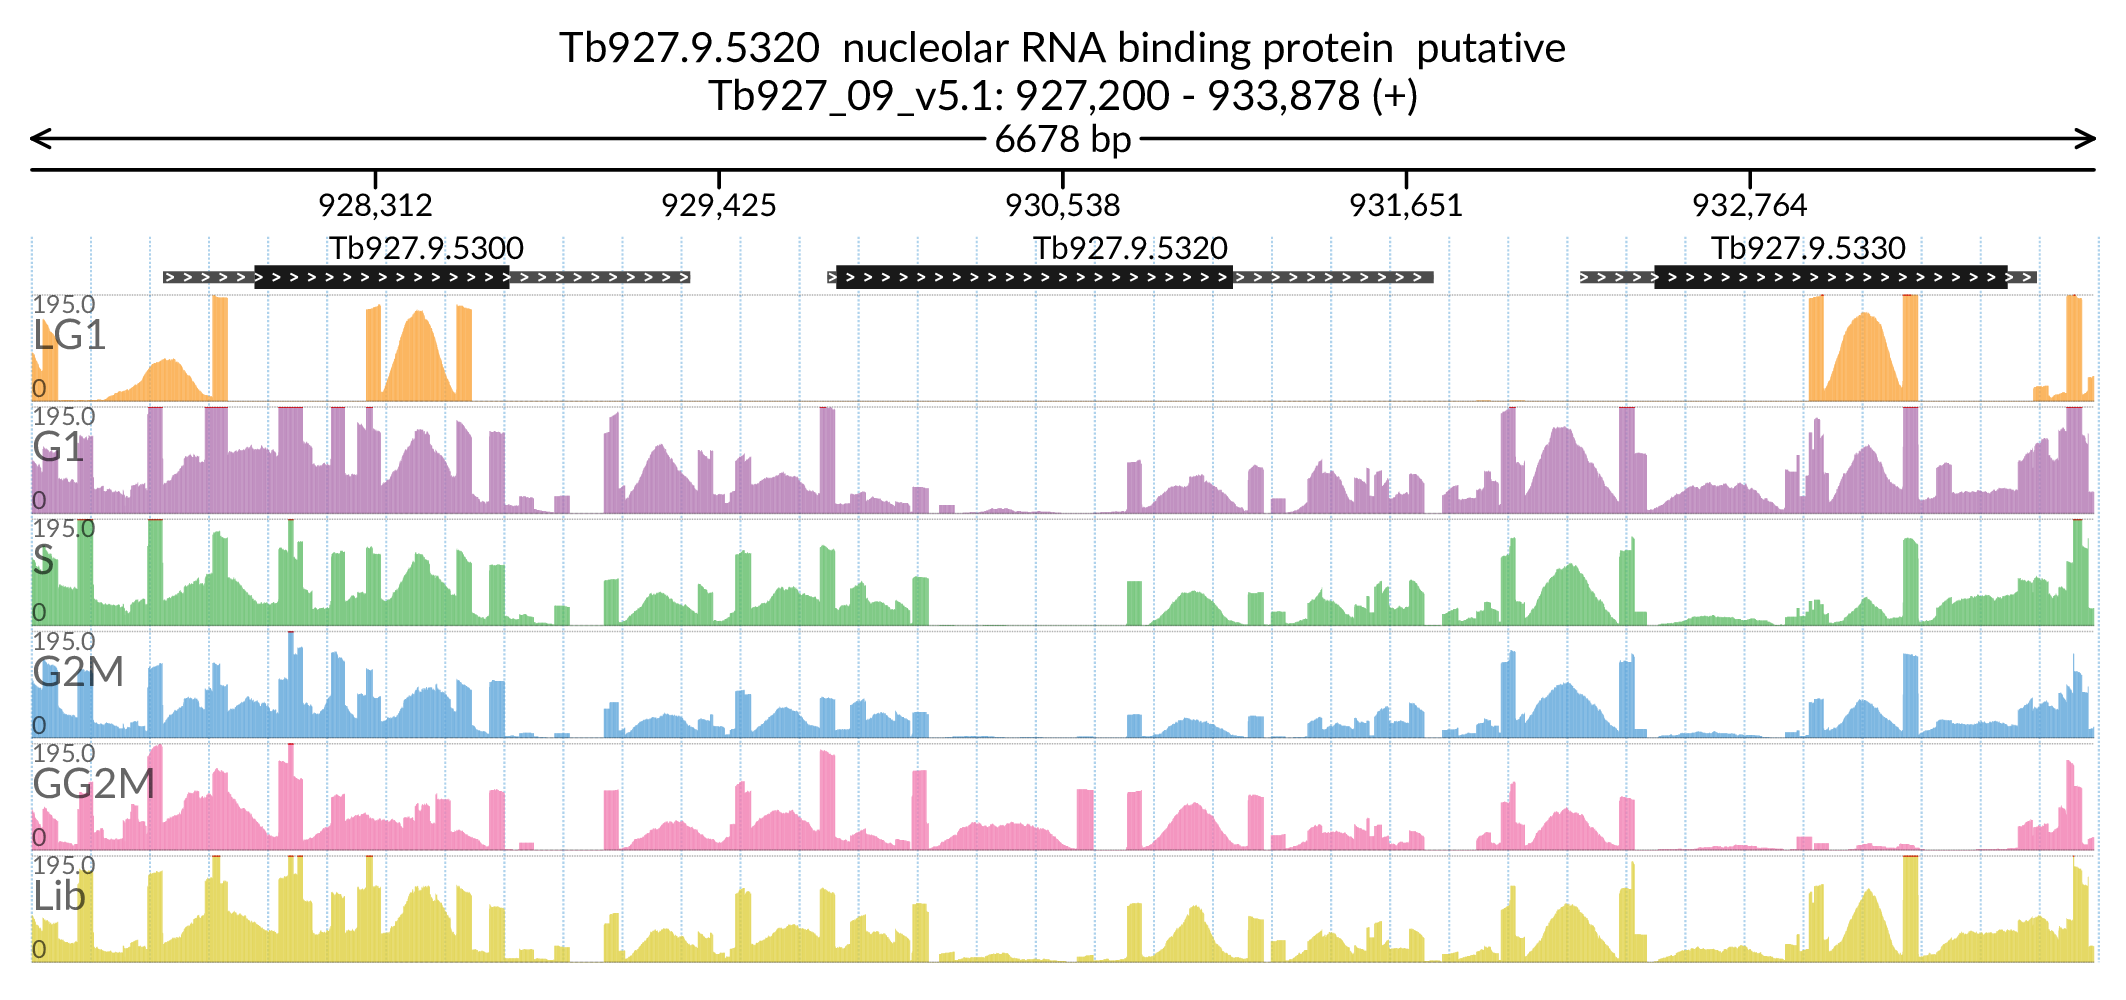 Tb927.9.5320 nucleolar RNA binding protein putative
Tb927_09_v5.1: 927,200 - 933,878 (+)
6678 bp
928,312 929,425 930,538 931,651 932,764
Tb927.9.5300 Tb927.9.5320 Tb927.9.5330
195.0
LG1
0
195.0
G1
0
195.0
S
0
195.0
G2M
0
195.0
GG2M
0
195.0
Lib
0